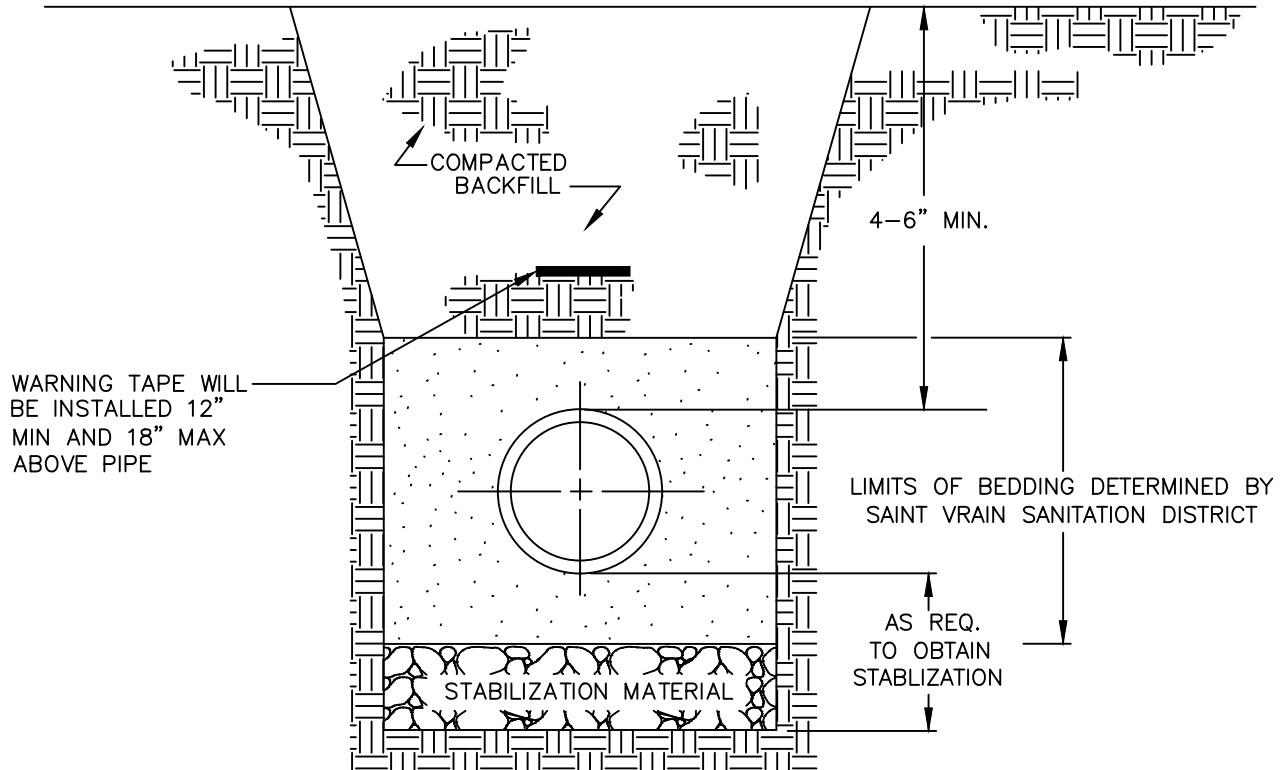 COMPACTED
BACKFILL
4-6” MIN.
WARNING TAPE WILL
BE INSTALLED 12”
MIN AND 18” MAX
ABOVE PIPE
LIMITS OF BEDDING DETERMINED BY
SAINT VRAIN SANITATION DISTRICT
AS REQ.
TO OBTAIN
STABLIZATION
STABILIZATION MATERIAL